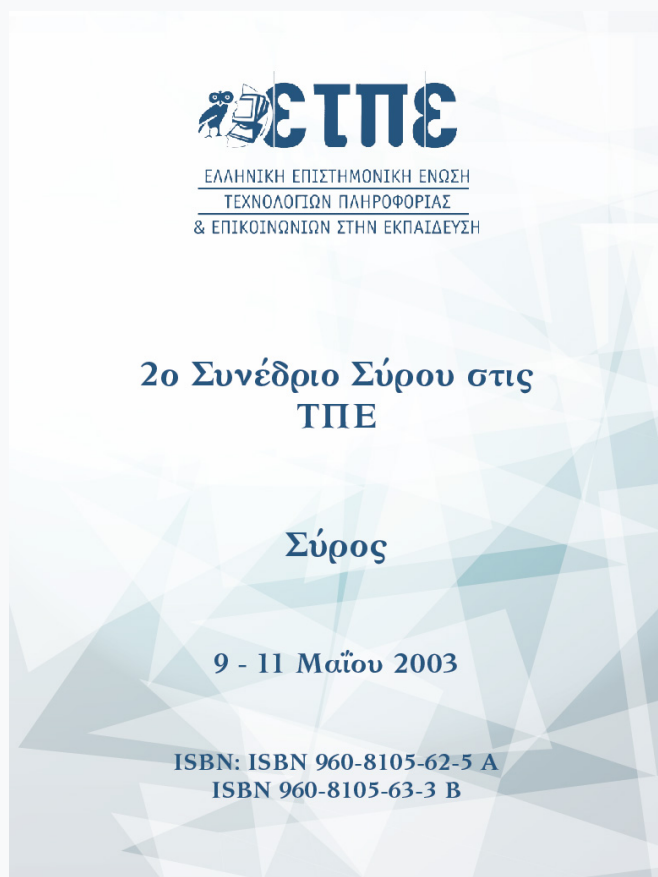 ετπε
ΕΛΛΗΝΙΚΗ ΕΠΙΣΤΗΜΟΝΙΚΗ ΕΝΩΣΗ
ΤΕΧΝΟΛΟΓΙΩΝ ΠΛΗΡΟΦΟΡΙΑΣ
& ΕΠΙΚΟΙΝΩΝΙΩΝ ΣΤΗΝ ΕΚΠΑΙΔΕΥΣΗ
2ο Συνέδριο Σύρου στις
ΤΠΕ
Σύρος
9 - 11 Μαΐου 2003
ISBN: ISBN 960-8105-62-5 Α
ISBN 960-8105-63-3 Β